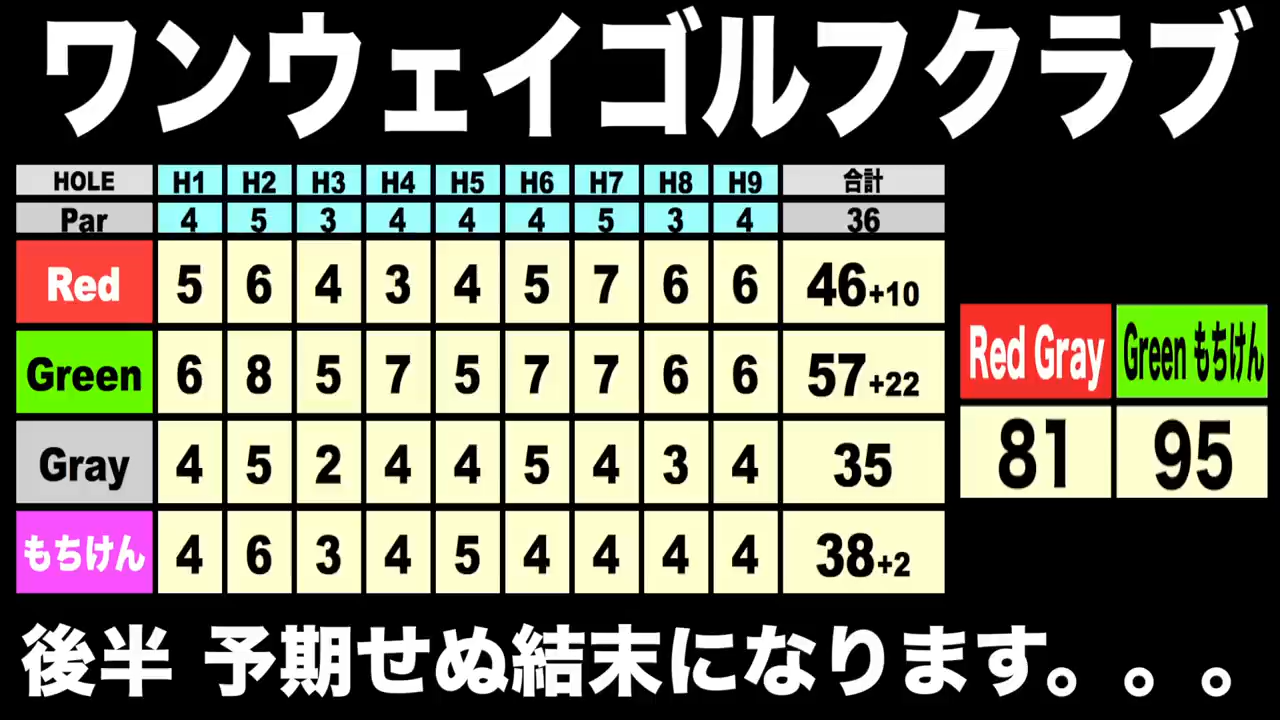 ワンウェイゴルフクラブ
HOLE H1 H2 H3 H4 H5 H6 H7 H8 H9 合計
Par 4 5 3 4 4 4 5 3 4 36
Red 5 6 4 3 4 5 7 6 6 46+10
Green 6 8 5 7 5 7 7 6 6 57+22
Gray 4 5 2 4 4 5 4 3 4 35
もちけん 4 6 3 4 5 4 4 4 4 38+2
Red Gray Green もちけん
81 95
後半 予期せぬ結末になります。。。